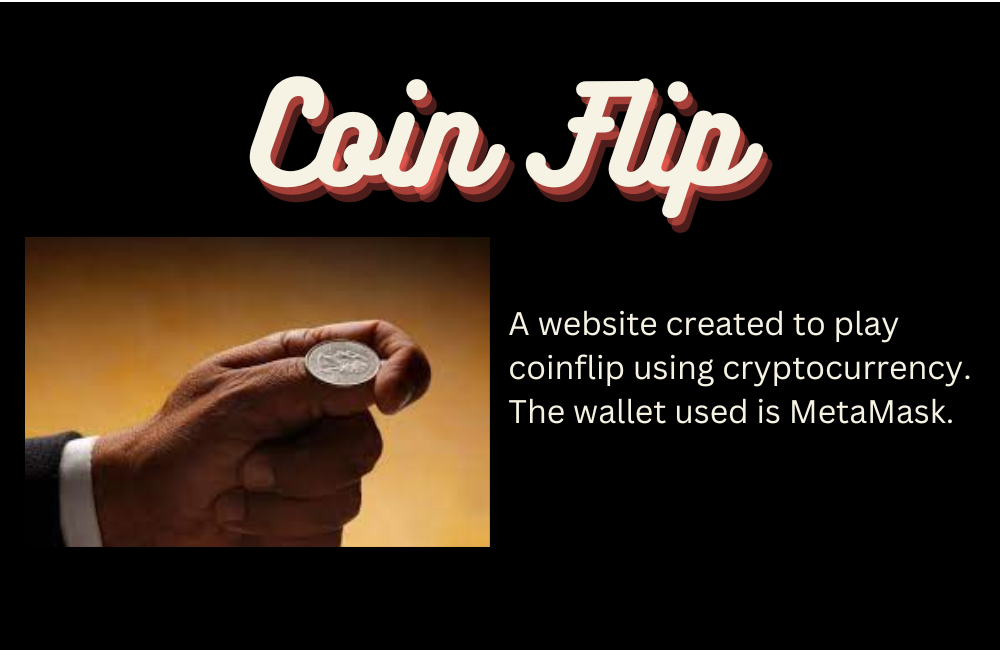 Coin Flip
A website created to play
coinflip using cryptocurrency.
The wallet used is MetaMask.